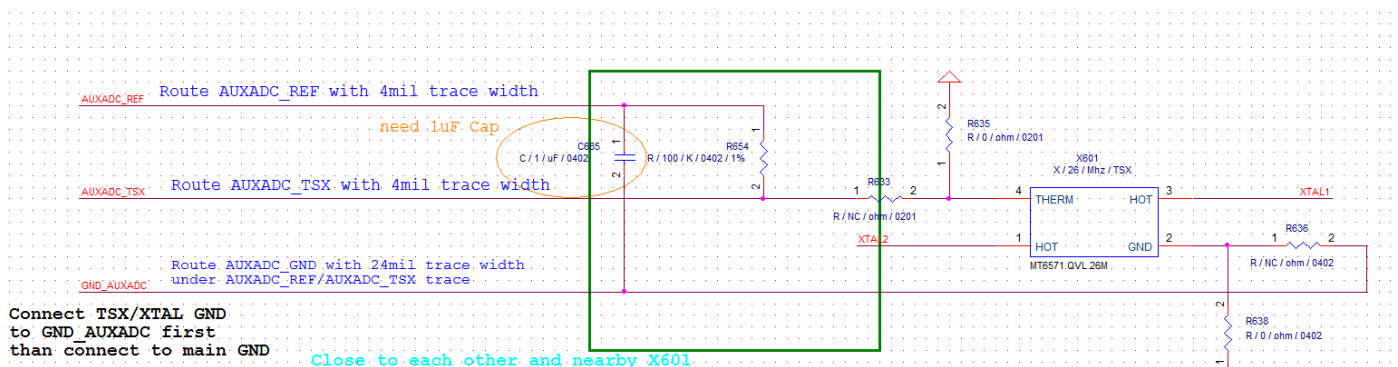 AUXADC_REF
Route AUXADC_REF with 4mil trace width
need 1uF Cap
C665
C / 1 / uF / 0402
1
2
R654
R / 100 / K / 0402 / 1%
1
2
R635
R / 0 / ohm / 0201
2
1
X601
X / 26 / Mhz / TSX
AUXADC_TSX
Route AUXADC_TSX with 4mil trace width
1
R633
2
R / NC / ohm / 0201
4
THERM
HOT
3
XTAL1
XTAL2
1
HOT
GND
2
MT6571 QVL 26M
1
R636
2
R / NC / ohm / 0402
Route AUXADC_GND with 24mil trace width
under AUXADC_REF/AUXADC_TSX trace
GND_AUXADC
Connect TSX/XTAL GND
to GND_AUXADC first
than connect to main GND
Close to each other and nearby X601
2
R638
R / 0 / ohm / 0402
1